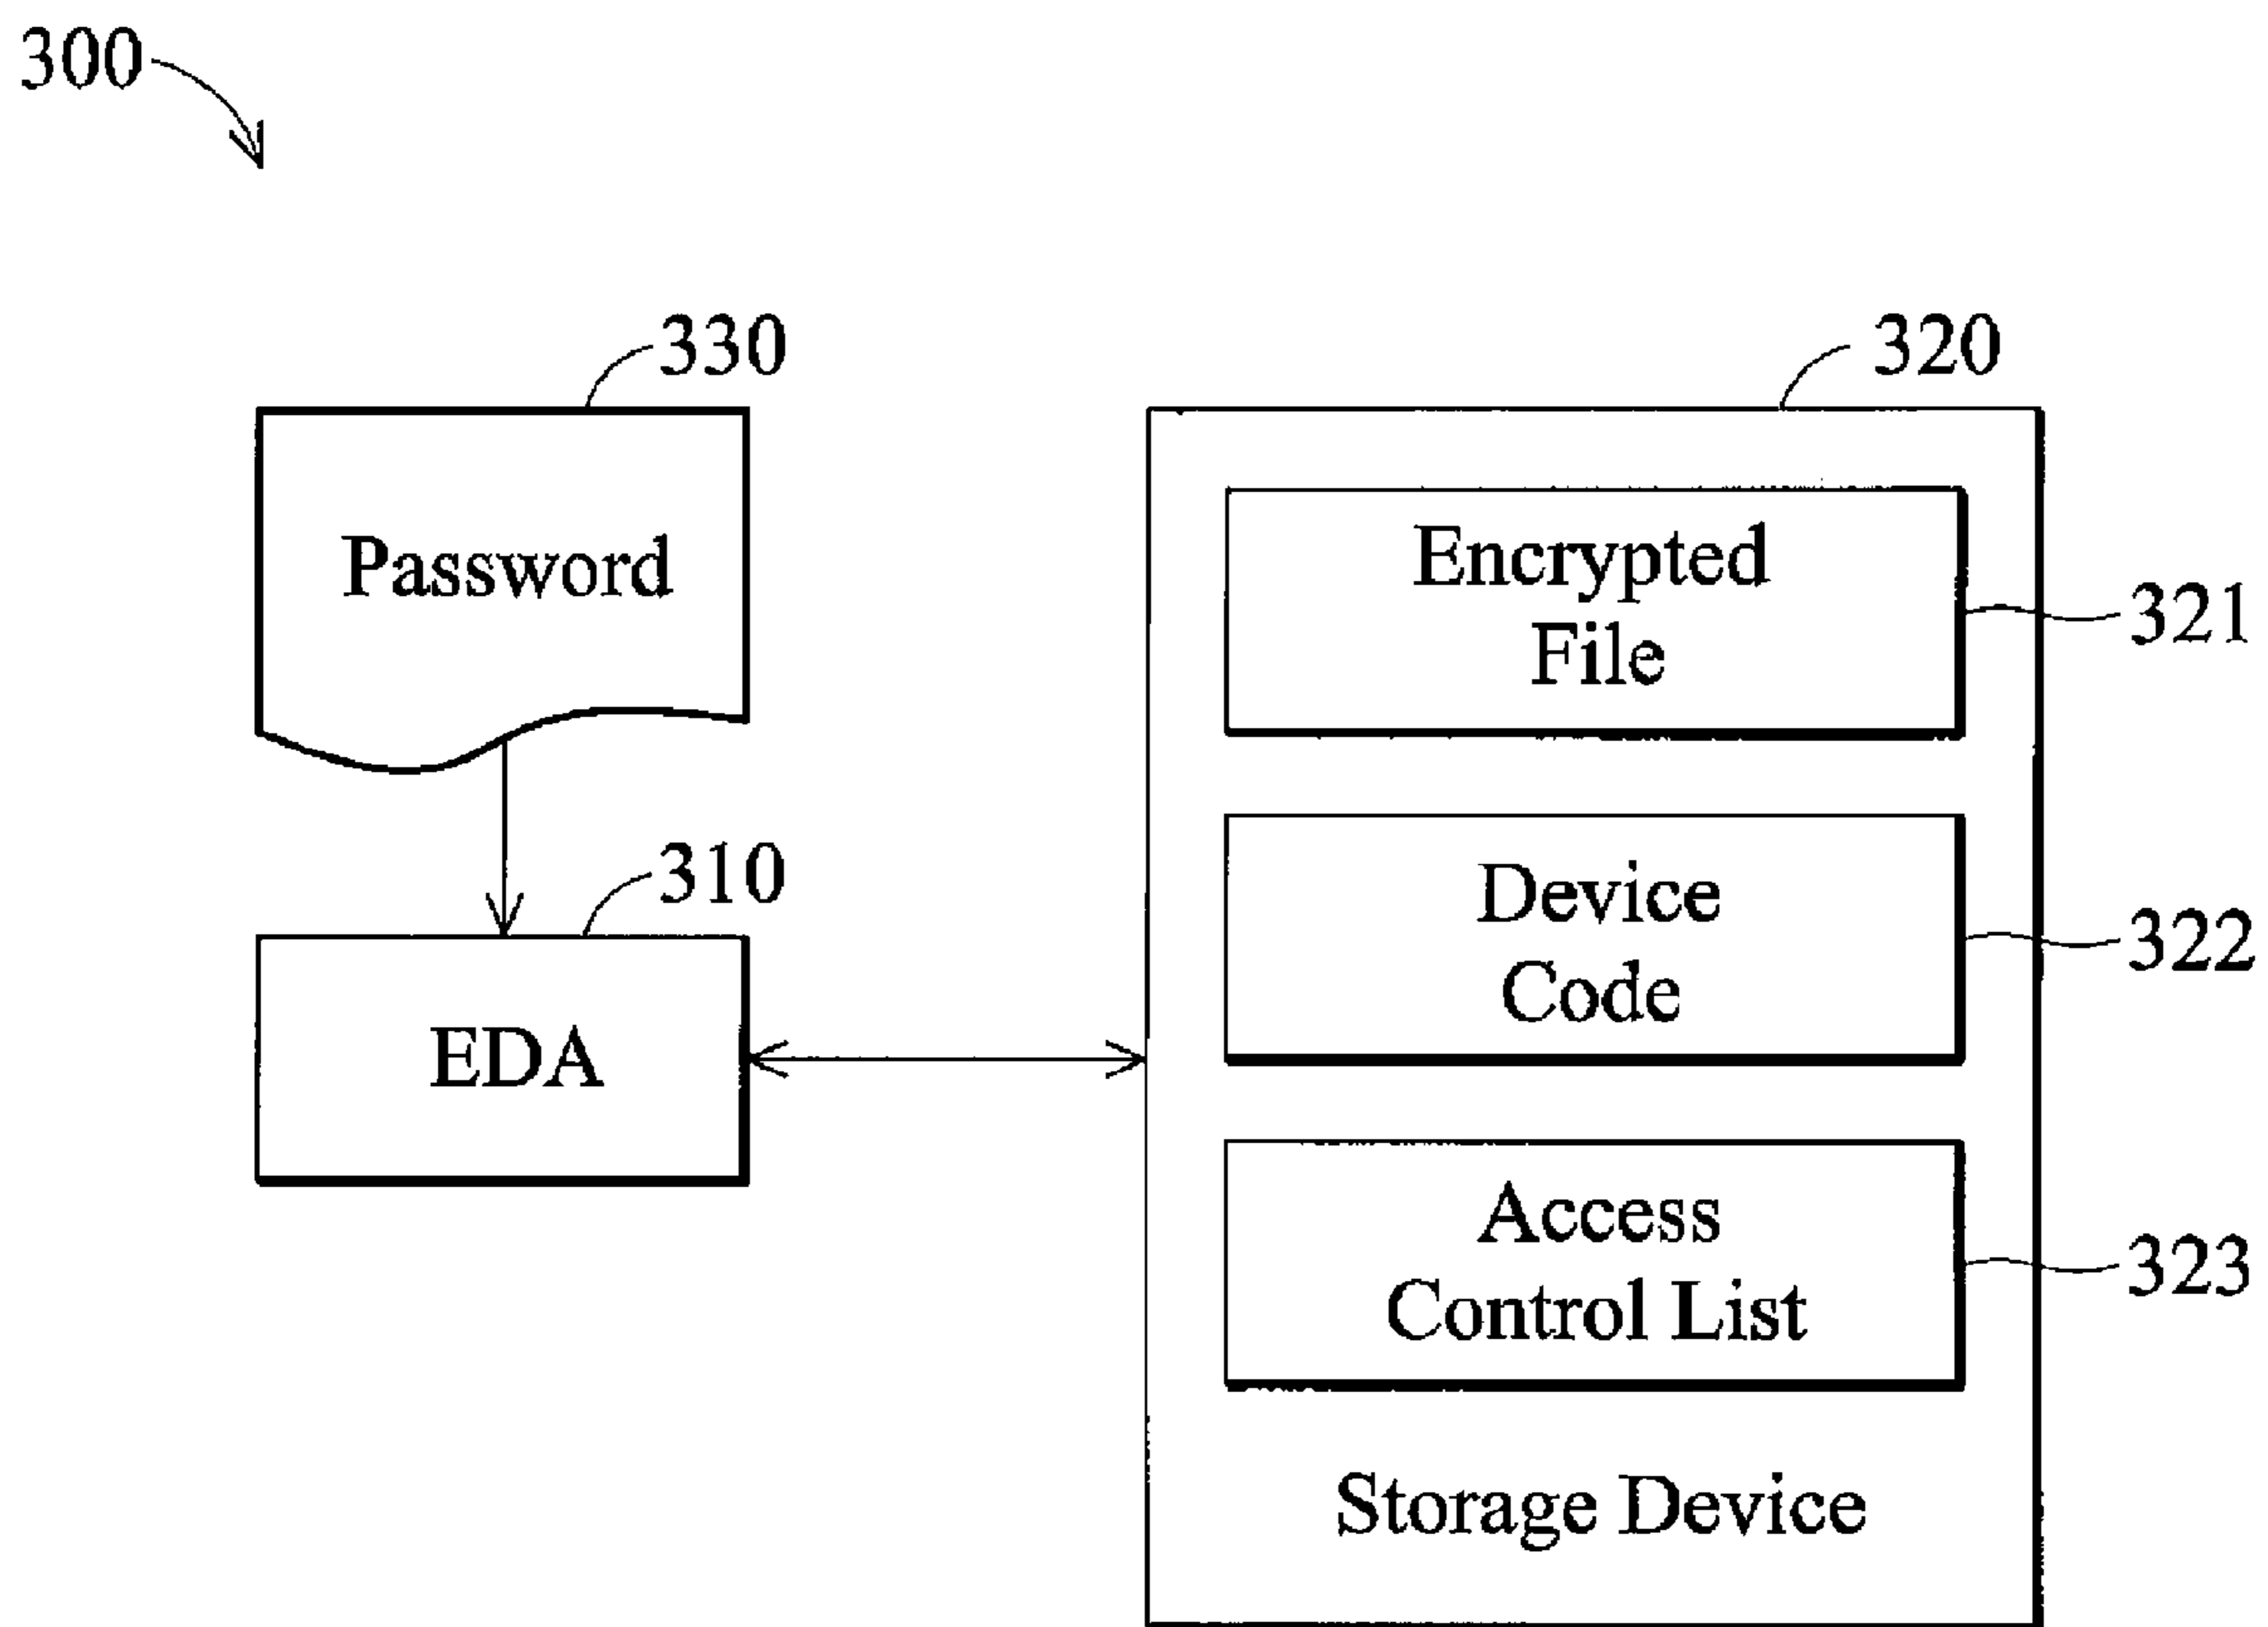 300
330
320
Password
Encrypted
File
321
310
Device
Code
322
EDA
Access
Control List
323
Storage Device